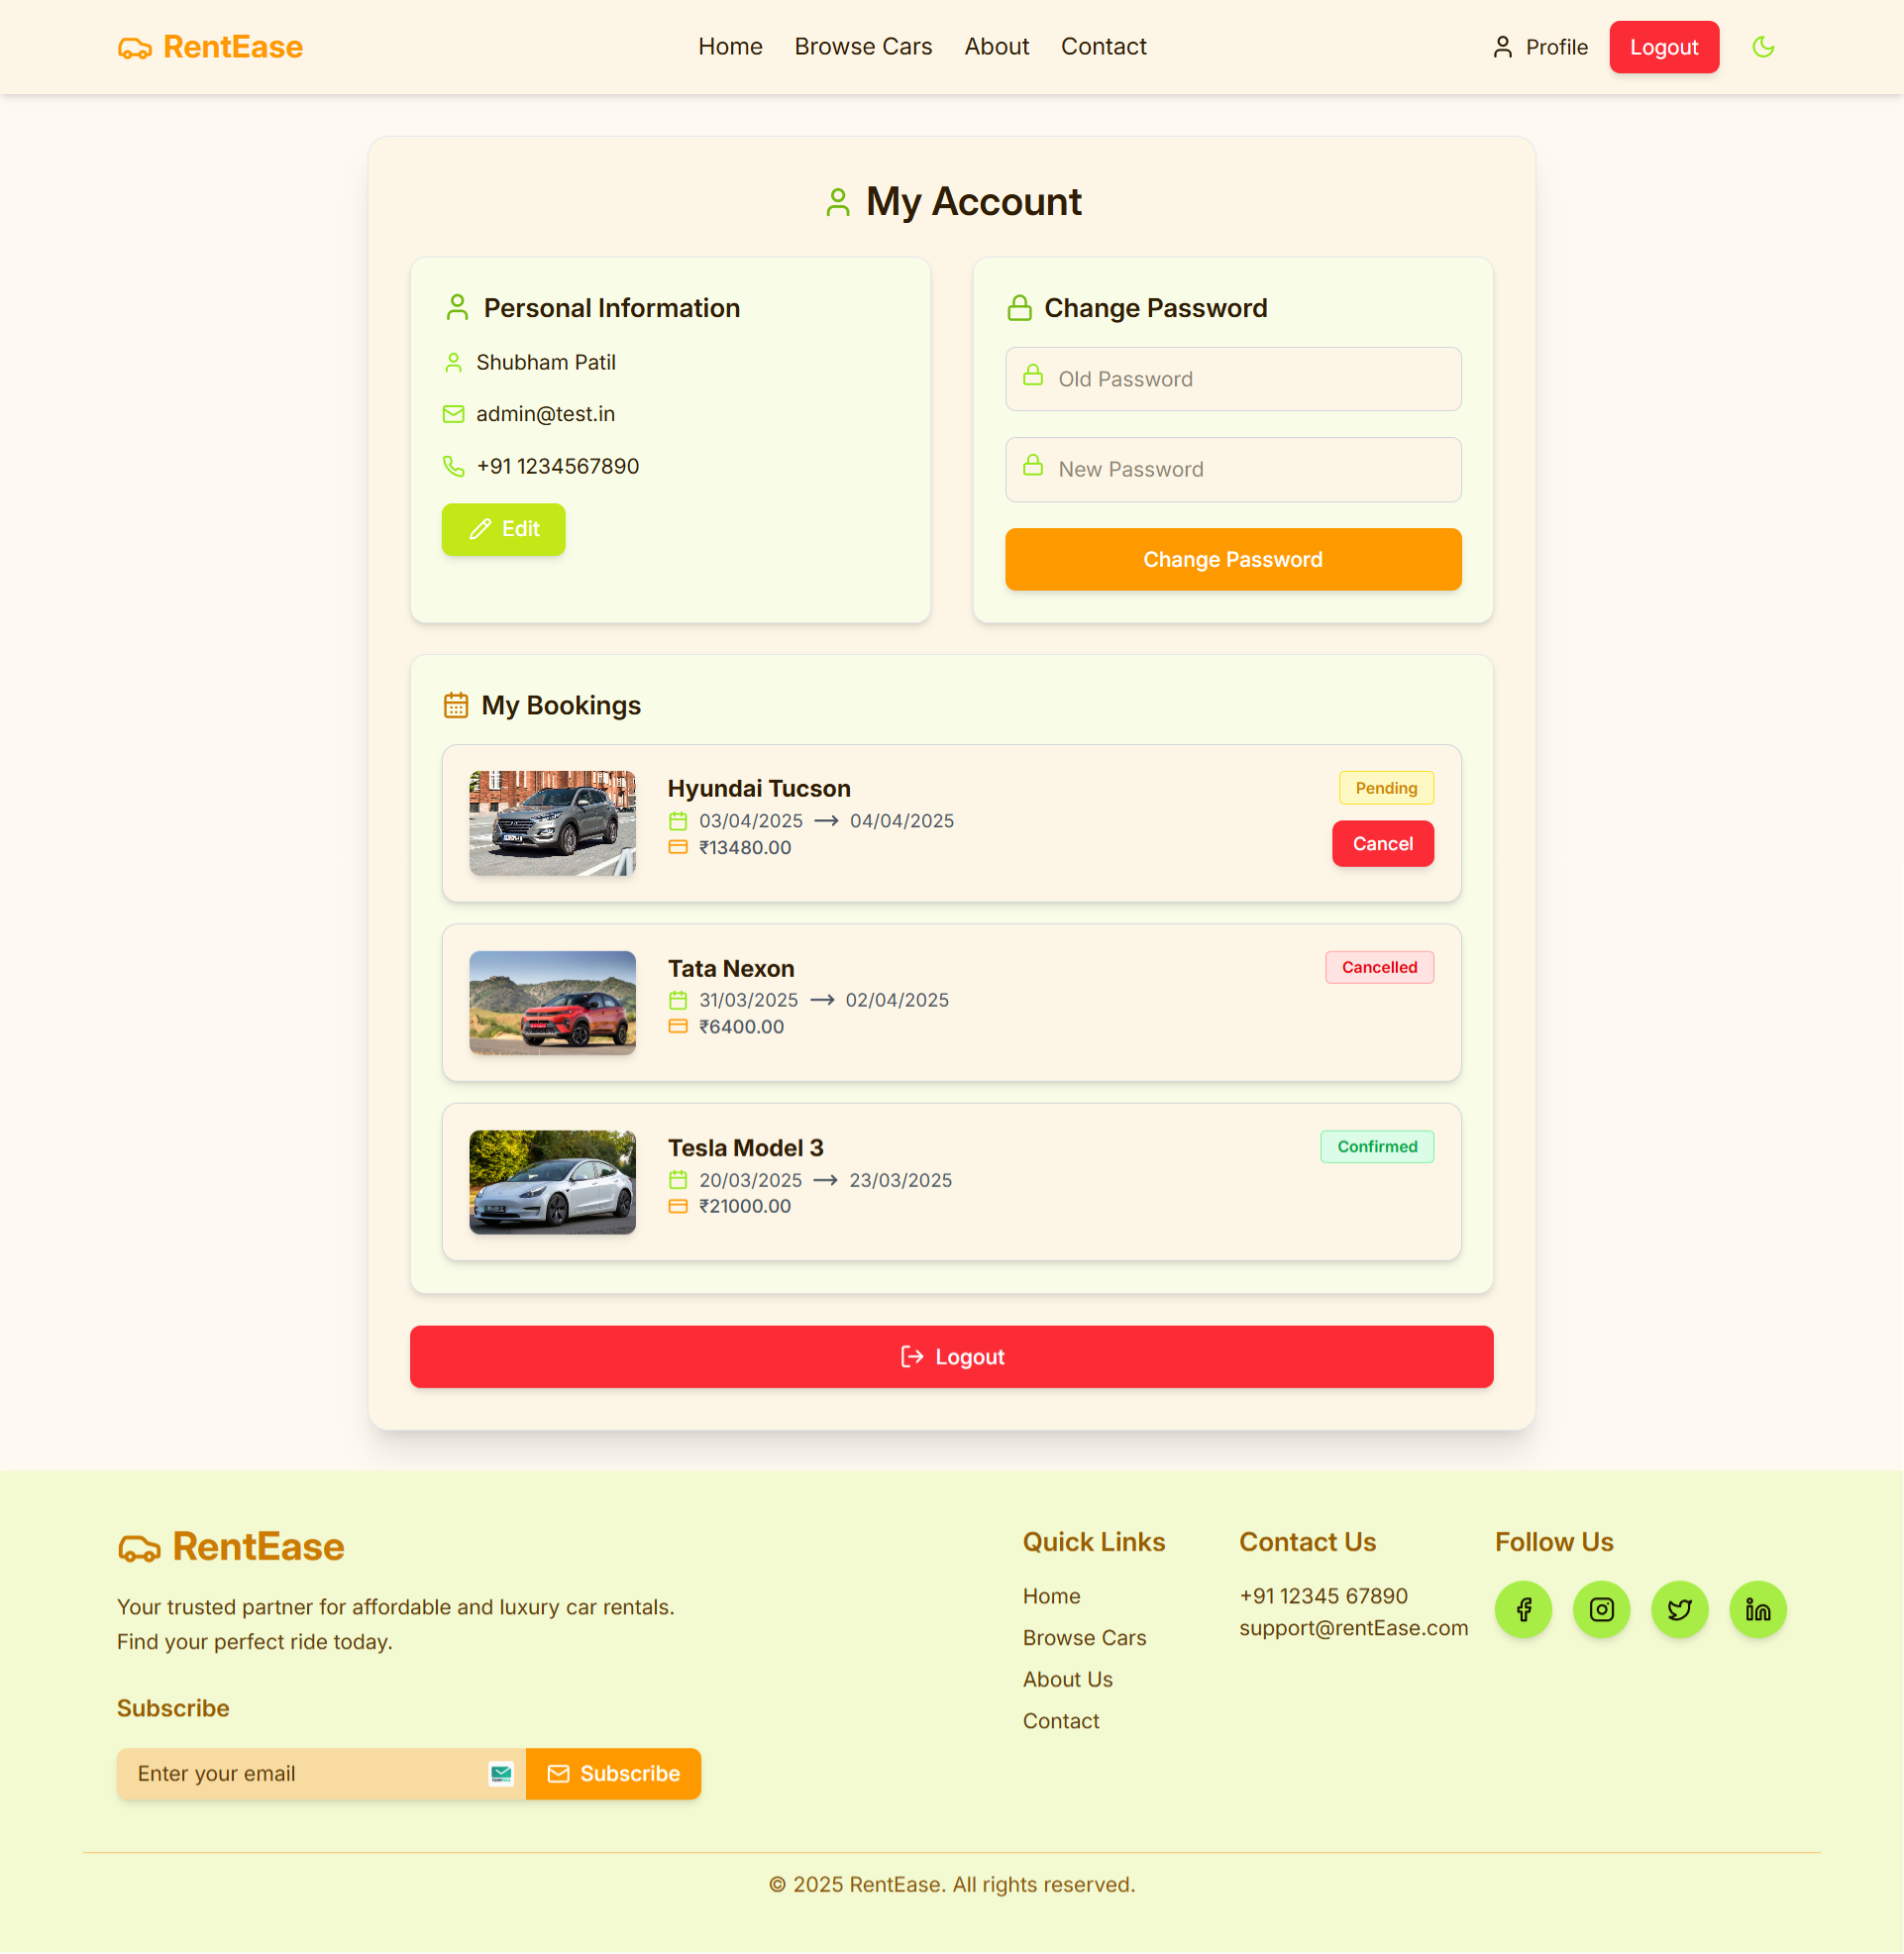 RentEase
Home
Browse Cars
About
Contact
Profile
Logout
My Account
Personal Information
Shubham Patil
admin@test.in
+91 1234567890
Edit
Change Password
Old Password
New Password
Change Password
My Bookings
Hyundai Tucson
03/04/2025 → 04/04/2025
₹13480.00
Pending
Cancel
Tata Nexon
31/03/2025 → 02/04/2025
₹6400.00
Cancelled
Tesla Model 3
20/03/2025 → 23/03/2025
₹21000.00
Confirmed
Logout
RentEase
Your trusted partner for affordable and luxury car rentals.
Find your perfect ride today.
Subscribe
Enter your email
Subscribe
Quick Links
Home
Browse Cars
About Us
Contact
Contact Us
+91 12345 67890
support@rentEase.com
Follow Us
© 2025 RentEase. All rights reserved.